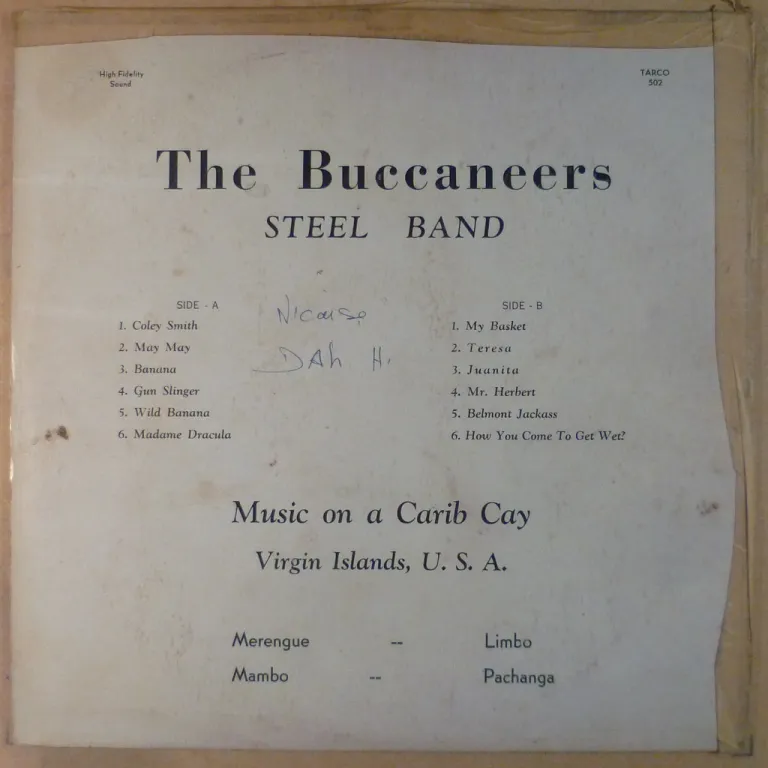 High Fidelity
Sound
TARCO
502
The Buccaneers
STEEL BAND
SIDE - A
1. Coley Smith
2. May May
3. Banana
4. Gun Slinger
5. Wild Banana
6. Madame Dracula
DAh H.
SIDE - B
1. My Basket
2. Teresa
3. Juanita
4. Mr. Herbert
5. Belmont Jackass
6. How You Come To Get Wet?
Music on a Carib Cay
Virgin Islands, U. S. A.
Merengue -- Limbo
Mambo -- Pachanga